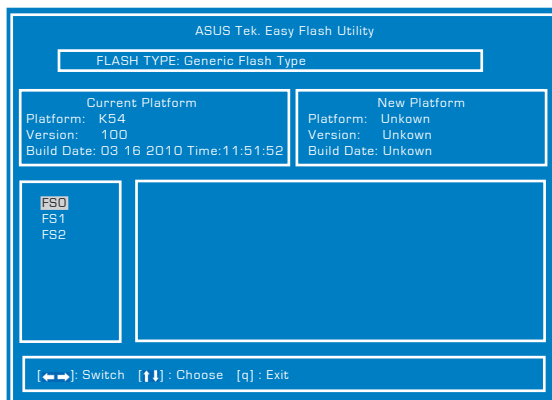 ASUS Tek. Easy Flash Utility
FLASH TYPE: Generic Flash Type
Current Platform
Platform: K54
Version: 100
Build Date: 03 16 2010 Time:11:51:52
New Platform
Platform: Unkown
Version: Unkown
Build Date: Unkown
FS0
FS1
FS2
[←→]: Switch [↑↓] : Choose [q] : Exit